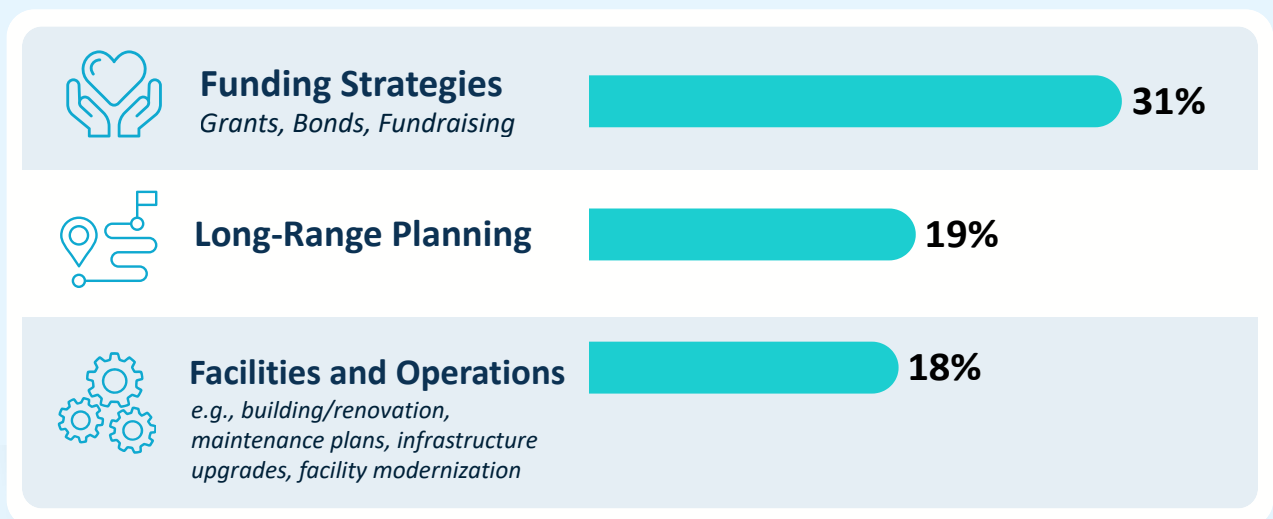 Funding Strategies
Grants, Bonds, Fundraising
31%
Long-Range Planning
19%
Facilities and Operations
e.g., building/renovation,
maintenance plans, infrastructure
upgrades, facility modernization
18%